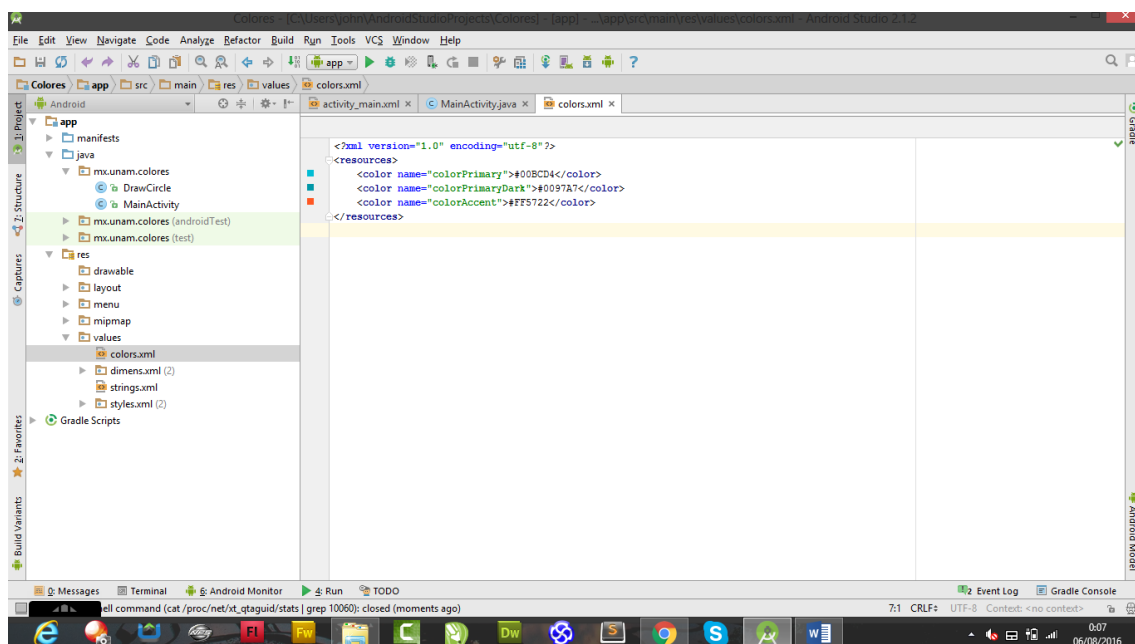 Colores - [C:\Users\john\AndroidStudioProjects\Colores] - [app] - ...\app\src\main\res\values\colors.xml - Android Studio 2.1.2
File Edit View Navigate Code Analyze Refactor Build Run Tools VCS Window Help
app
Colores app src main res values colors.xml
Android
activity_main.xml MainActivity.java colors.xml
1: Project
7: Structure
Captures
2: Favorites
Build Variants
app
manifests
java
mx.unam.colores
DrawCircle
MainActivity
mx.unam.colores (androidTest)
mx.unam.colores (test)
res
drawable
layout
menu
mipmap
values
colors.xml
dimens.xml (2)
strings.xml
styles.xml (2)
Gradle Scripts
<?xml version="1.0" encoding="utf-8"?>
<resources>
<color name="colorPrimary">#00BCD4</color>
<color name="colorPrimaryDark">#0097A7</color>
<color name="colorAccent">#FF5722</color>
</resources>
Gradle
Android Model
0: Messages Terminal 6: Android Monitor 4: Run TODO 2 Event Log Gradle Console
ell command (cat /proc/net/xt_qtaguid/stats | grep 10060): closed (moments ago) 7:1 CRLF UTF-8 Context: <no context>
Fl Fw Dw S W
0:07
06/08/2016